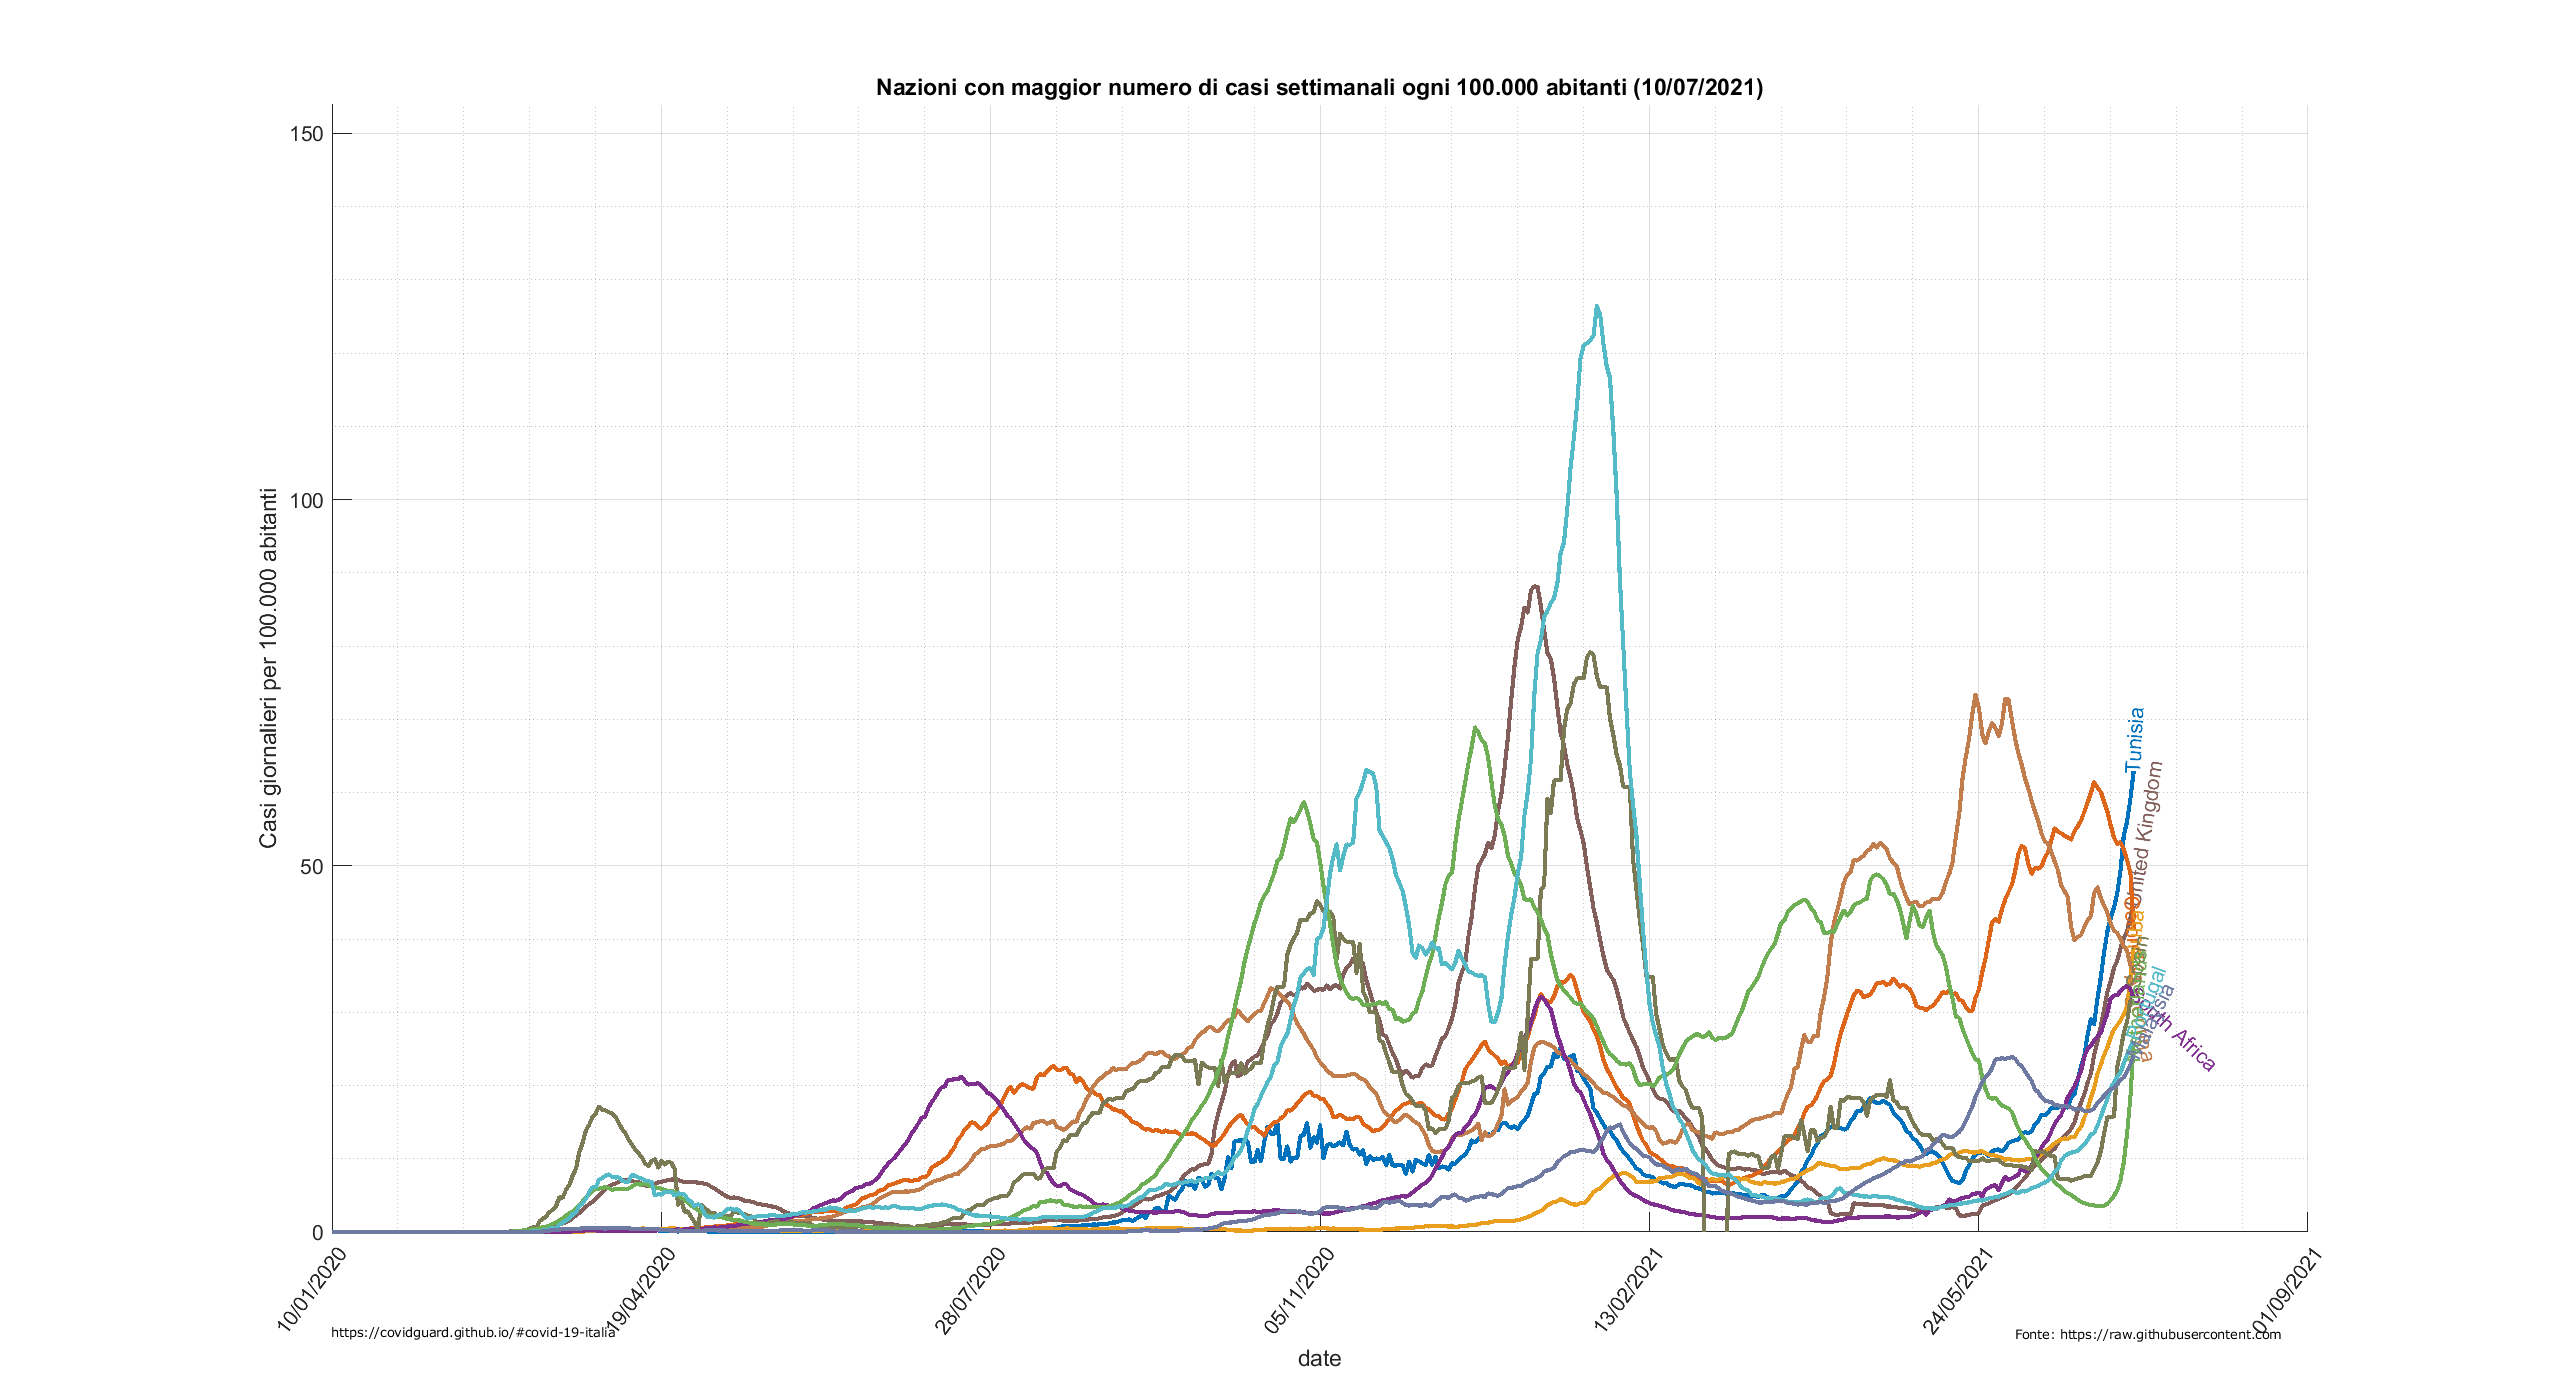 Nazioni con maggior numero di casi settimanali ogni 100.000 abitanti (10/07/2021)
150
100
50
0
Casi giornalieri per 100.000 abitanti
Tunisia
United Kingdom
South Africa
10/01/2020
19/04/2020
28/07/2020
05/11/2020
13/02/2021
24/05/2021
01/09/2021
date
https://covidguard.github.io/#covid-19-italia
Fonte: https://raw.githubusercontent.com